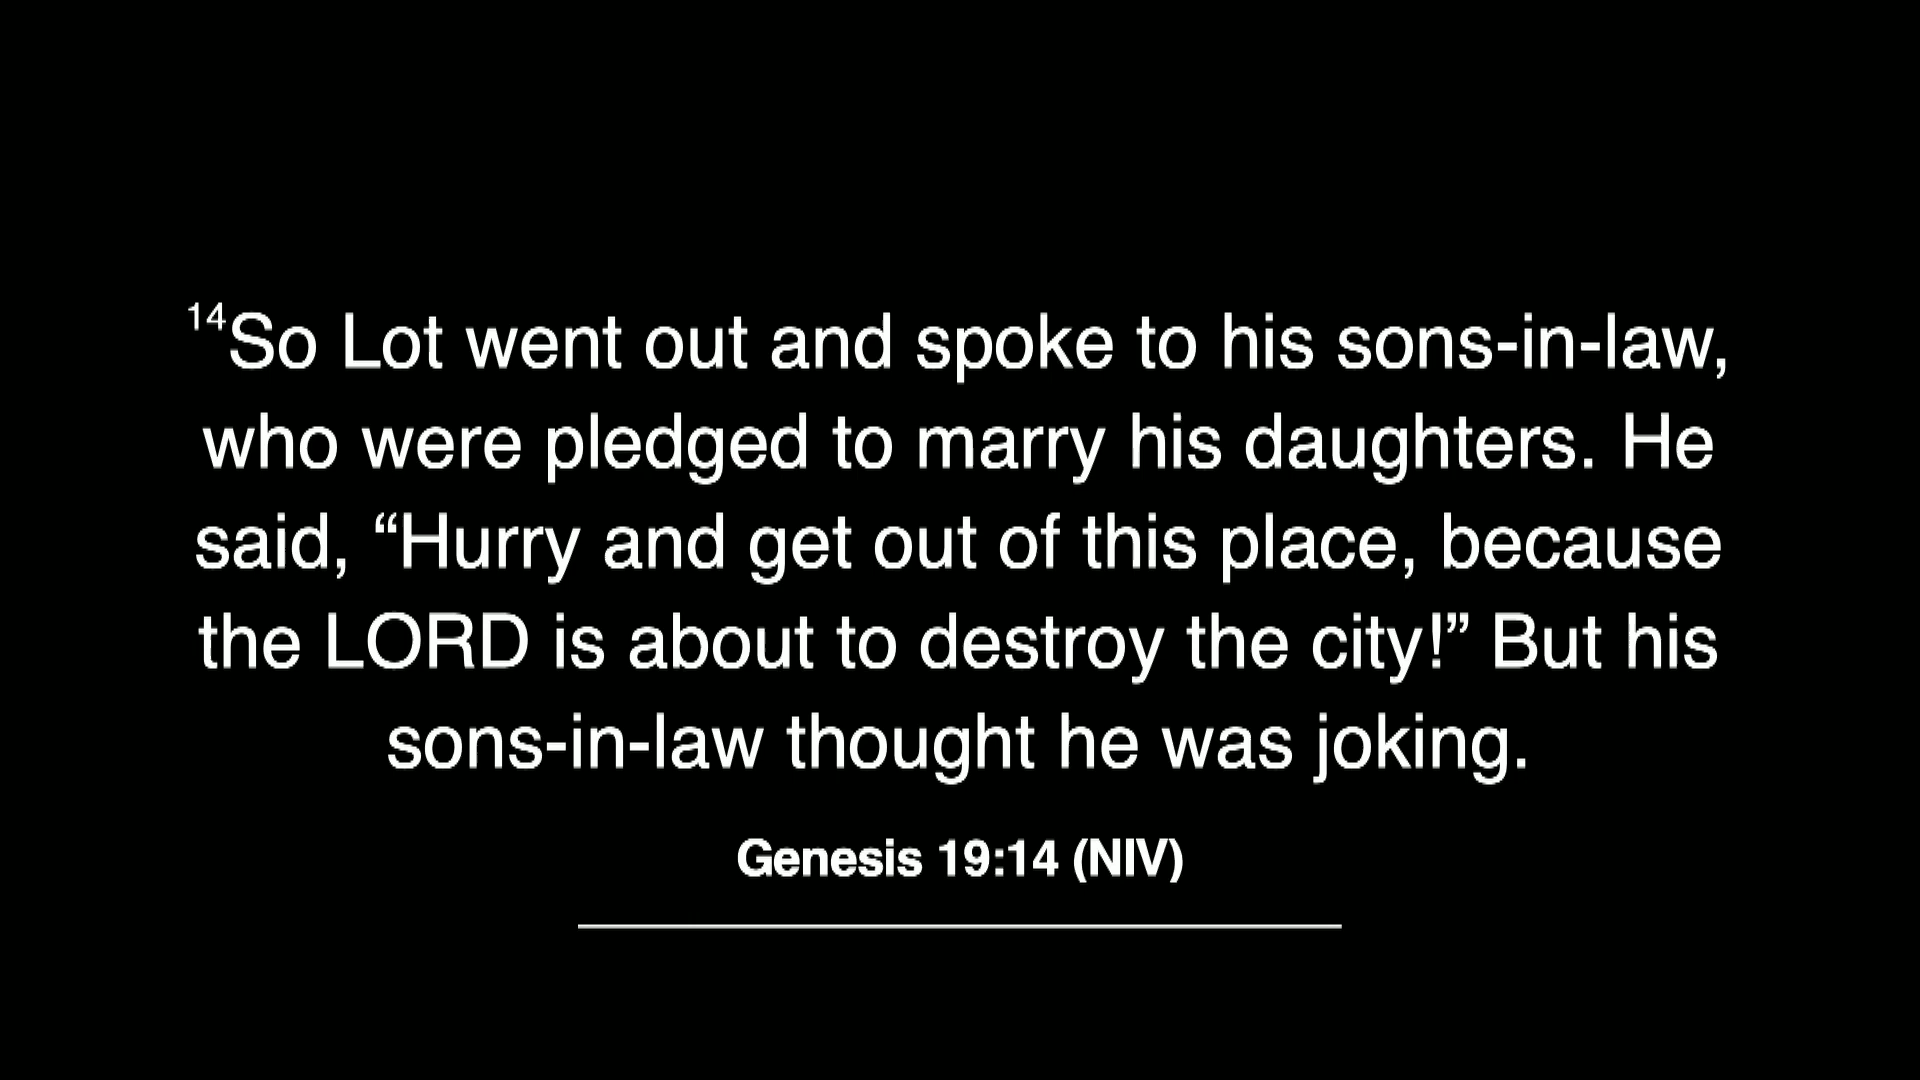 14So Lot went out and spoke to his sons-in-law,
who were pledged to marry his daughters. He
said, “Hurry and get out of this place, because
the LORD is about to destroy the city!” But his
sons-in-law thought he was joking.
Genesis 19:14 (NIV)